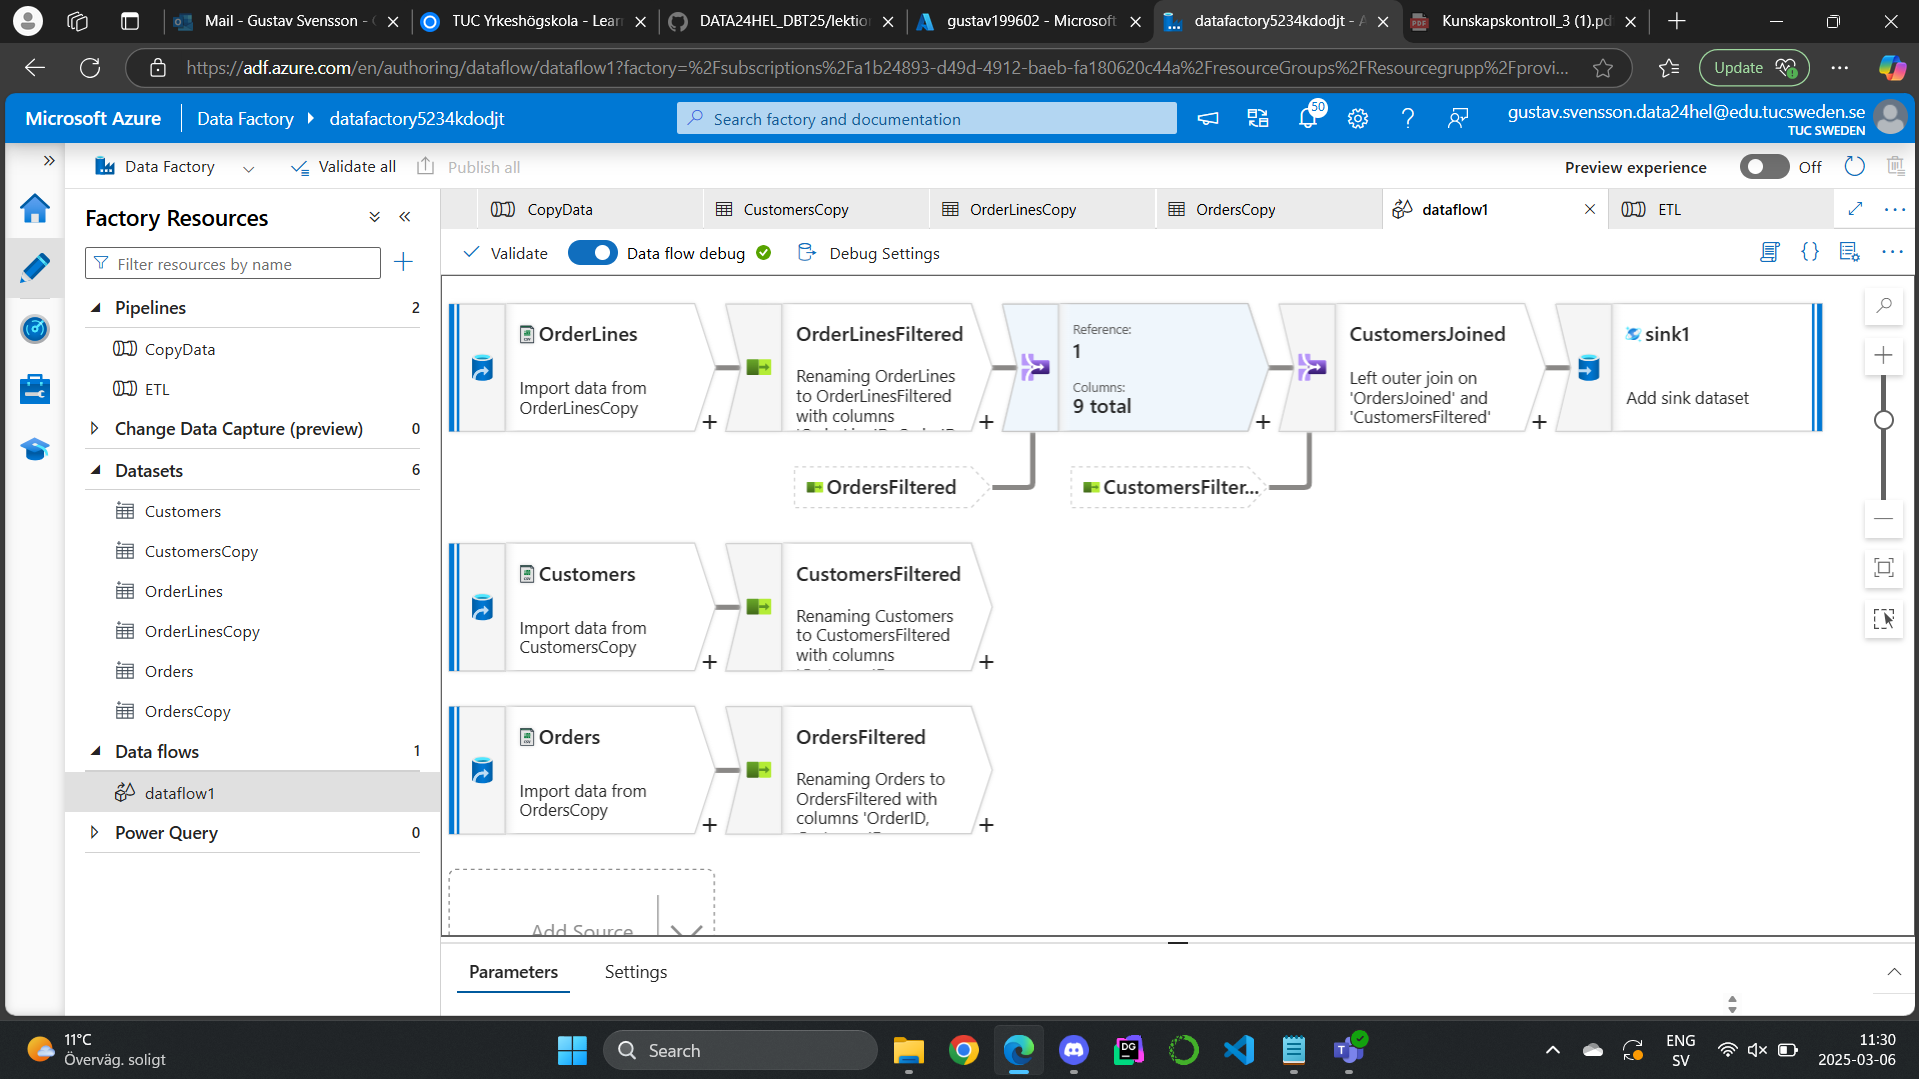 Mail - Gustav Svensson -
TUC Yrkeshögskola - Lear
DATA24HEL_DBT25/lektion
gustav199602 - Microsoft
datafactory5234kdodjt - A
Kunskapskontroll_3 (1).pd
https://adf.azure.com/en/authoring/dataflow/dataflow1?factory=%2Fsubscriptions%2Fa1b24893-d49d-4912-baeb-fa180620c44a%2FresourceGroups%2FResourcegrupp%2Fprovi...
Update
Microsoft Azure
Data Factory
datafactory5234kdodjt
Search factory and documentation
50
gustav.svensson.data24hel@edu.tucsweden.se
TUC SWEDEN
Data Factory
Validate all
Publish all
Preview experience
Off
Factory Resources
CopyData
CustomersCopy
OrderLinesCopy
OrdersCopy
dataflow1
ETL
Filter resources by name
Validate
Data flow debug
Debug Settings
Pipelines
2
CopyData
ETL
Change Data Capture (preview)
0
Datasets
6
Customers
CustomersCopy
OrderLines
OrderLinesCopy
Orders
OrdersCopy
Data flows
1
dataflow1
Power Query
0
OrderLines
Import data from
OrderLinesCopy
OrderLinesFiltered
Renaming OrderLines
to OrderLinesFiltered
with columns
Reference:
1
Columns:
9 total
CustomersJoined
Left outer join on
'OrdersJoined' and
'CustomersFiltered'
sink1
Add sink dataset
OrdersFiltered
CustomersFilter...
Customers
Import data from
CustomersCopy
CustomersFiltered
Renaming Customers
to CustomersFiltered
with columns
Orders
Import data from
OrdersCopy
OrdersFiltered
Renaming Orders to
OrdersFiltered with
columns 'OrderID,
Add Source
Parameters
Settings
11°C
Överväg. soligt
Search
DG
ENG
SV
11:30
2025-03-06